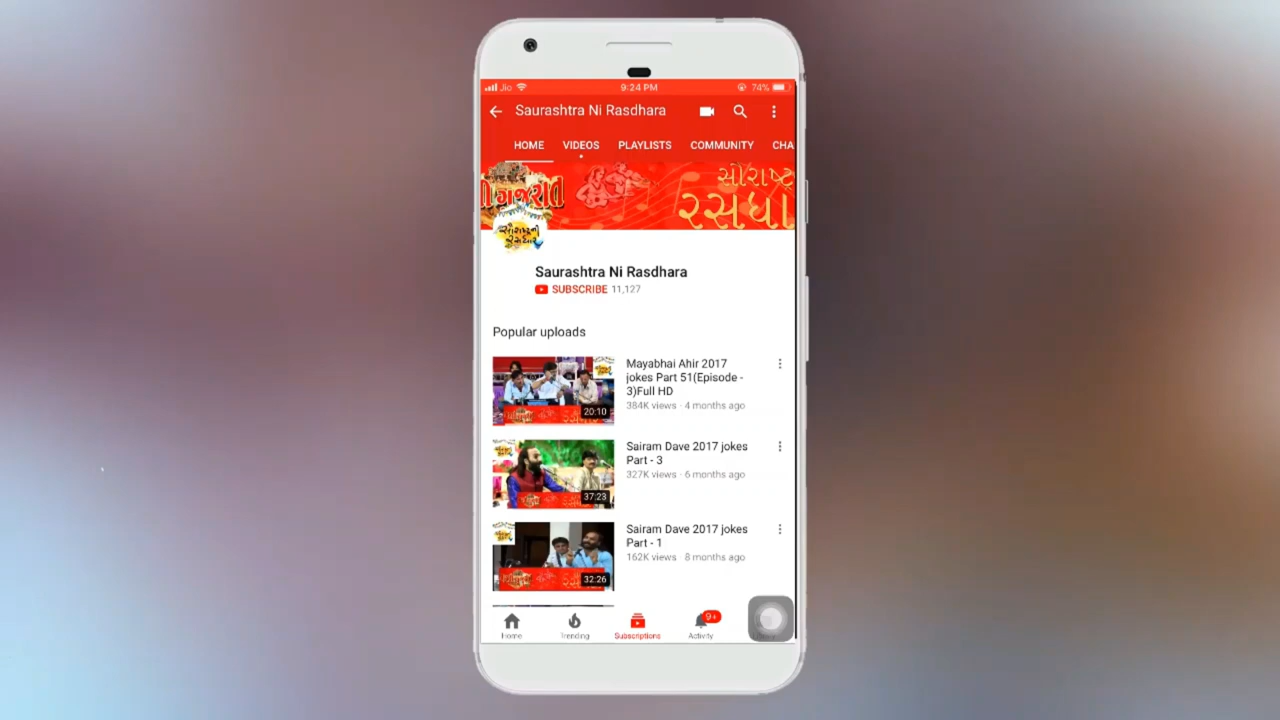 Jio
9:24 PM
74%
Saurashtra Ni Rasdhara
HOME VIDEOS PLAYLISTS COMMUNITY CHA
ગુજરાતી
સૌરાષ્ટ્ર
રસધા
Saurashtra Ni Rasdhara
SUBSCRIBE 11,127
Popular uploads
Mayabhai Ahir 2017
jokes Part 51(Episode -
3)Full HD
384K views · 4 months ago
20:10
Sairam Dave 2017 jokes
Part - 3
327K views · 6 months ago
37:23
Sairam Dave 2017 jokes
Part - 1
162K views · 8 months ago
32:26
9+
Home Trending Subscriptions Activity